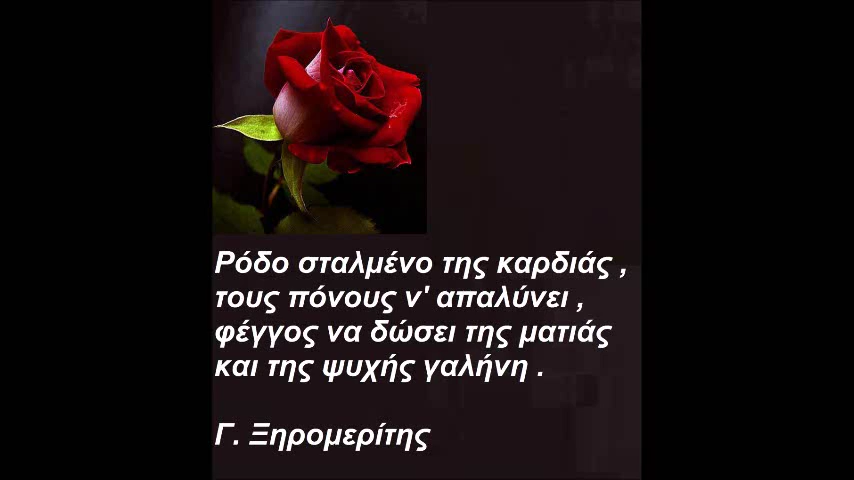 Ρόδο σταλμένο της καρδιάς ,
τους πόνους ν' απαλύνει ,
φέγγος να δώσει της ματιάς
και της ψυχής γαλήνη .
Γ. Ξηρομερίτης